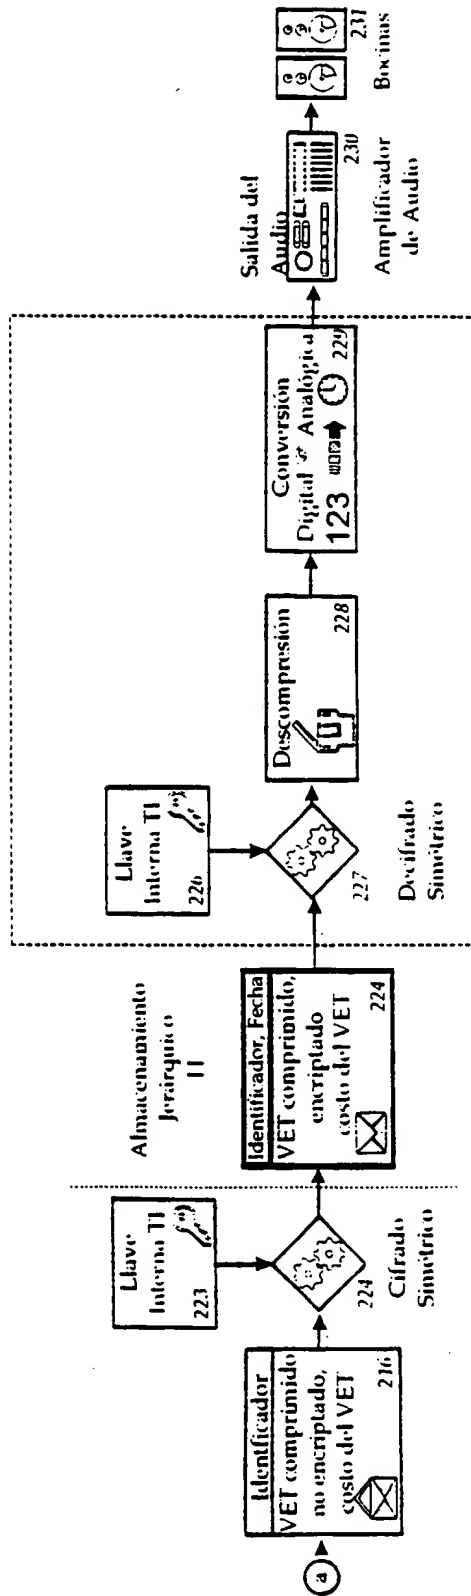 a
Identificador
VET comprimido
no encriptado,
costo del VET
216
Llave
Interna TI
223
224
Cifrado
Simétrico
Almacenamiento
Jerárquico
Identificador, Fecha
VET comprimido,
encriptado
costo del VET
224
Llave
Interna TI
226
227
Decifrado
Simétrico
Descompresión
228
Conversión
Digital Analógica
123
229
Salida del
Audio
230
Amplificador
de Audio
231
Bocinas